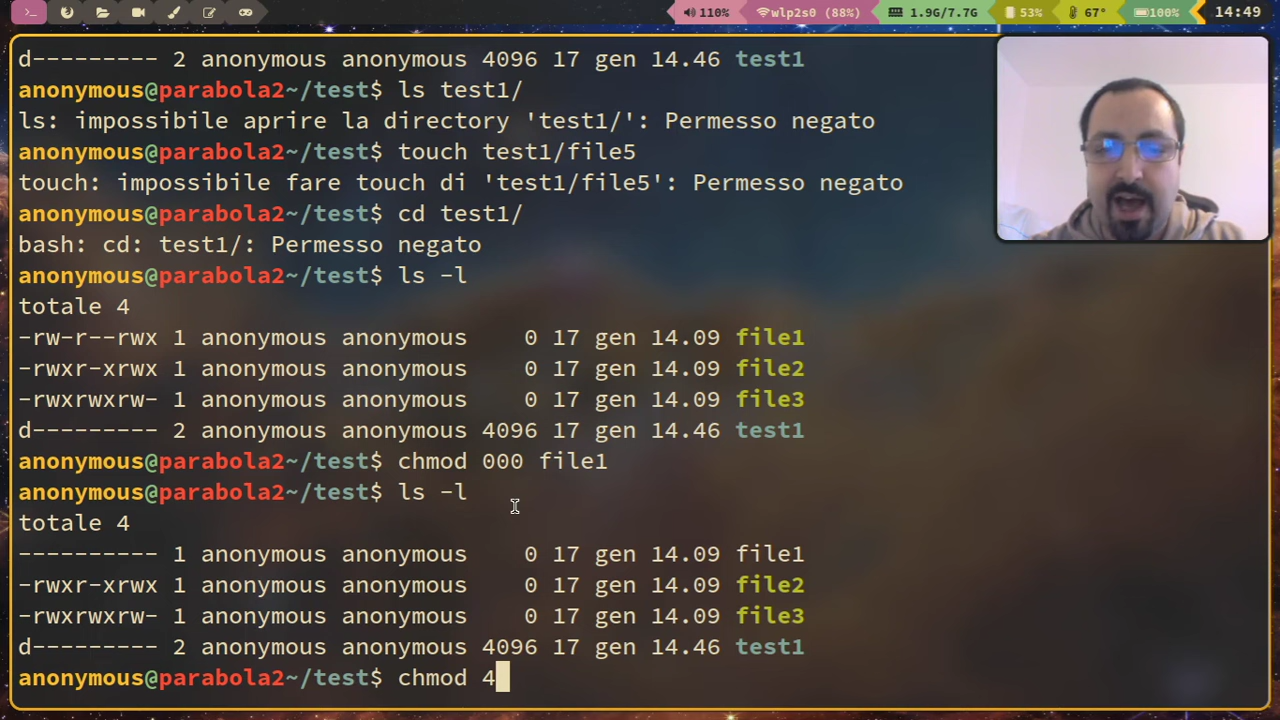 >_ 110% wlp2s0 (88%) 1.9G/7.7G 53% 67° 100% 14:49
d--------- 2 anonymous anonymous 4096 17 gen 14.46 test1
anonymous@parabola2~/test$ ls test1/
ls: impossibile aprire la directory 'test1/': Permesso negato
anonymous@parabola2~/test$ touch test1/file5
touch: impossibile fare touch di 'test1/file5': Permesso negato
anonymous@parabola2~/test$ cd test1/
bash: cd: test1/: Permesso negato
anonymous@parabola2~/test$ ls -l
totale 4
-rw-r--rwx 1 anonymous anonymous    0 17 gen 14.09 file1
-rwxr-xrwx 1 anonymous anonymous    0 17 gen 14.09 file2
-rwxrwxrw- 1 anonymous anonymous    0 17 gen 14.09 file3
d--------- 2 anonymous anonymous 4096 17 gen 14.46 test1
anonymous@parabola2~/test$ chmod 000 file1
anonymous@parabola2~/test$ ls -l
totale 4
---------- 1 anonymous anonymous    0 17 gen 14.09 file1
-rwxr-xrwx 1 anonymous anonymous    0 17 gen 14.09 file2
-rwxrwxrw- 1 anonymous anonymous    0 17 gen 14.09 file3
d--------- 2 anonymous anonymous 4096 17 gen 14.46 test1
anonymous@parabola2~/test$ chmod 4